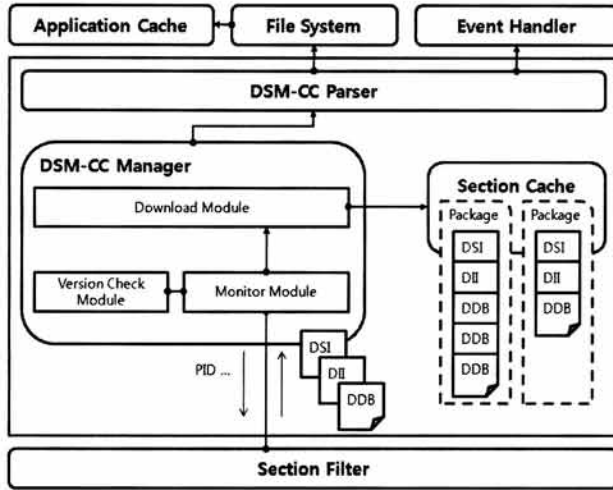 Application Cache
File System
Event Handler
DSM-CC Parser
DSM-CC Manager
Download Module
Version Check
Module
Monitor Module
Section Cache
Package
DSI
DII
DDB
DDB
DDB
Package
DSI
DII
DDB
PID ...
DSI
DII
DDB
Section Filter